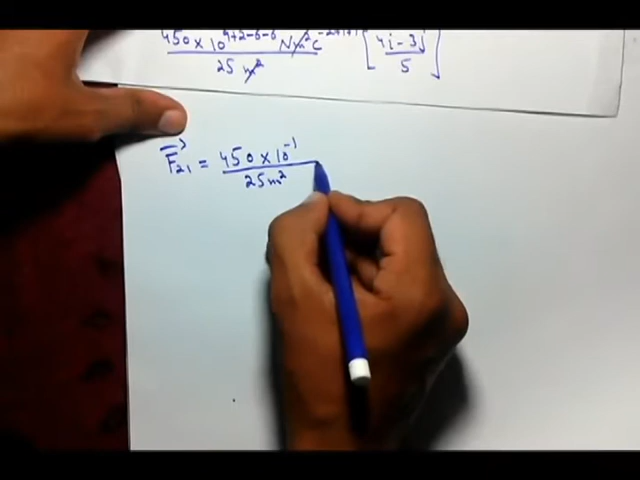 450 x 10^9+2-6-6 Nm²C^-2+1+1 [4i - 3j
25 m² 5]
F₂₁ = 450 x 10^-1
25m²